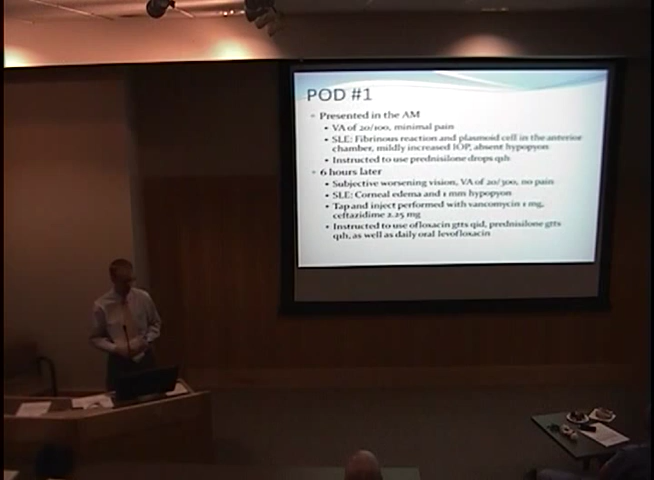 POD #1
Presented in the AM
VA of 20/100, minimal pain
SLE: Fibrinous reaction and plasmoid cell in the anterior
chamber, mildly increased IOP, absent hypopyon
Instructed to use prednisilone drops qh
6 hours later
Subjective worsening vision, VA of 20/300, no pain
SLE: Corneal edema and 1 mm hypopyon
Tap and inject performed with vancomycin 1 mg,
ceftazidime 2.25 mg
Instructed to use ofloxacin gtts qid, prednisilone gtts
qh, as well as daily oral levofloxacin